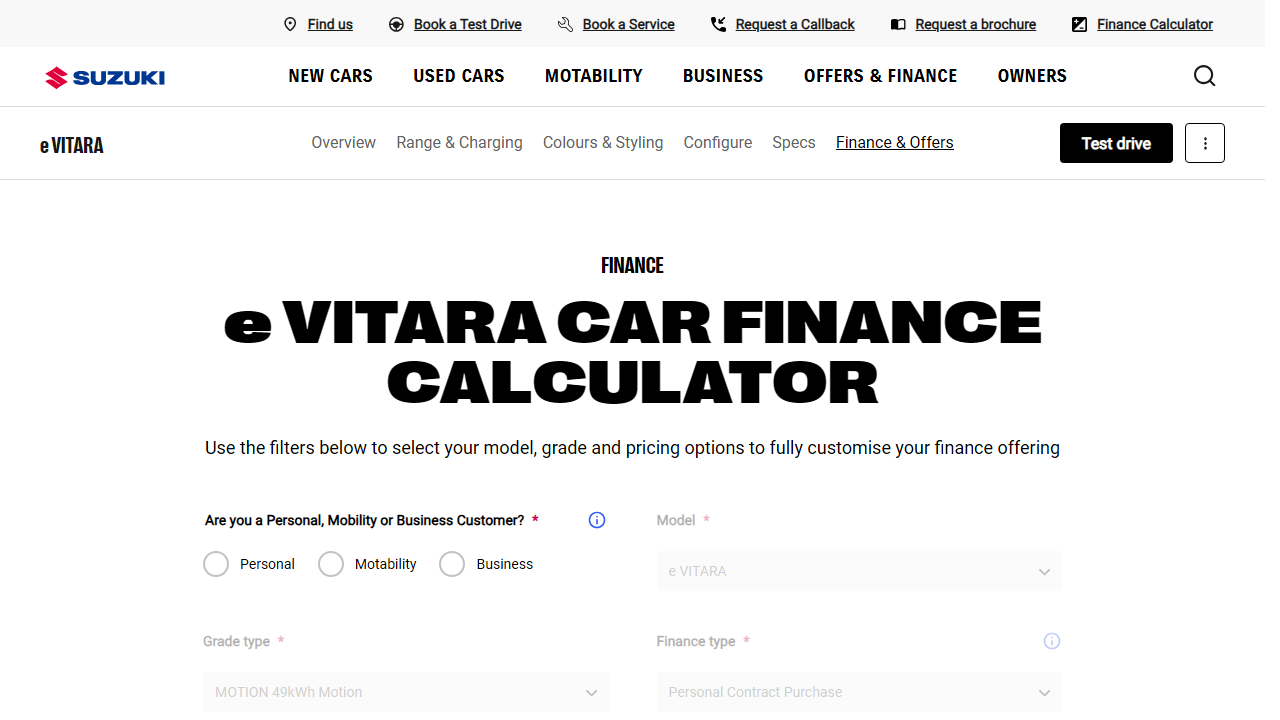 Find us Book a Test Drive Book a Service Request a Callback Request a brochure Finance Calculator
SUZUKI NEW CARS USED CARS MOTABILITY BUSINESS OFFERS & FINANCE OWNERS
e VITARA Overview Range & Charging Colours & Styling Configure Specs Finance & Offers Test drive
FINANCE
e VITARA CAR FINANCE
CALCULATOR
Use the filters below to select your model, grade and pricing options to fully customise your finance offering
Are you a Personal, Mobility or Business Customer? * Model *
Personal Motability Business e VITARA
Grade type * Finance type *
MOTION 49kWh Motion Personal Contract Purchase